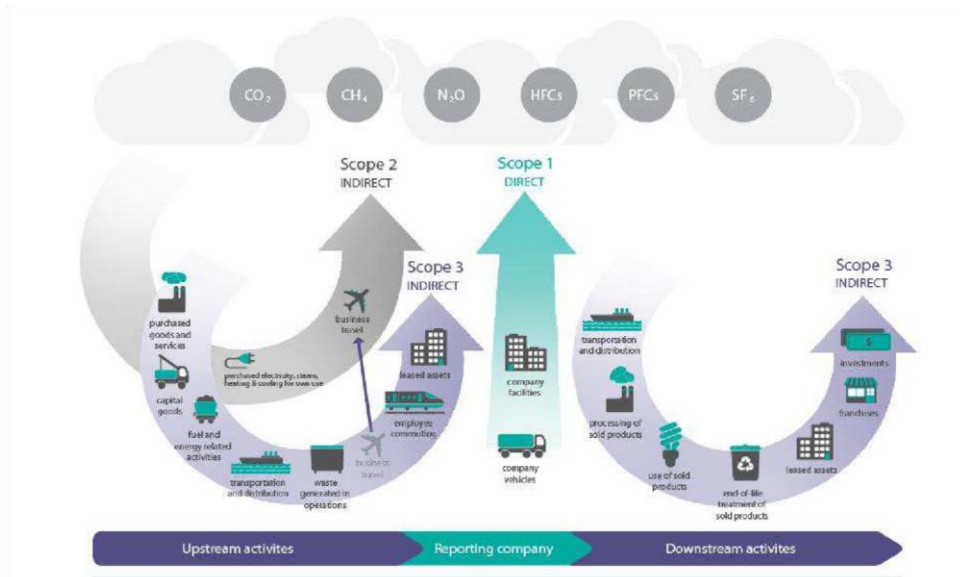 CO2
CH4
N2O
HFCs
PFCs
SF6
Scope 2
INDIRECT
Scope 1
DIRECT
Scope 3
INDIRECT
Scope 3
INDIRECT
purchased
goods and
services
capital
goods
fuel and
energy related
activities
transportation
and distribution
waste
generated in
operations
business
travel
employee
commuting
leased assets
purchased electricity, steam,
heating & cooling for own use
business
travel
company
facilities
company
vehicles
transportation
and distribution
processing of
sold products
use of sold
products
end-of-life
treatment of
sold products
leased assets
franchises
$
investments
Upstream activites
Reporting company
Downstream activites